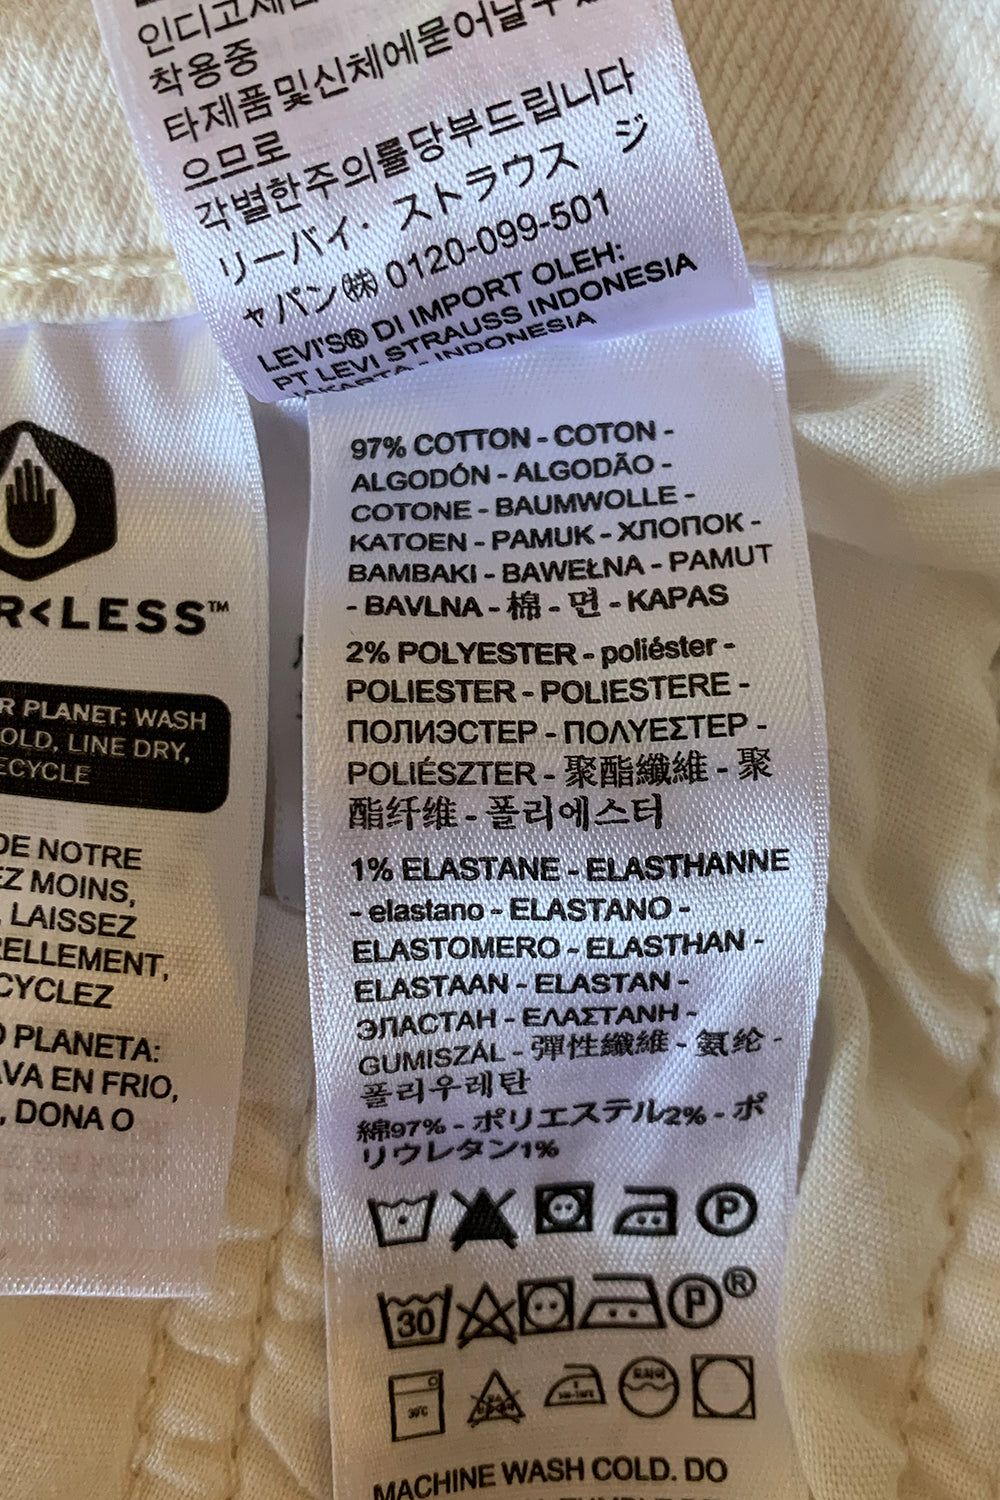 착용중
타제품및신체에묻어날수
으므로
각별한주의를당부드립니다
リーバイ・ストラウス ジ
ャパン㈱ 0120-099-501
LEVI'S® DI IMPORT OLEH:
PT LEVI STRAUSS INDONESIA
JAKARTA - INDONESIA
R<LESS™
R PLANET: WASH
OLD, LINE DRY,
ECYCLE
DE NOTRE
EZ MOINS,
, LAISSEZ
RELLEMENT,
CYCLEZ
O PLANETA:
AVA EN FRIO,
, DONA O
97% COTTON - COTON -
ALGODÓN - ALGODÃO -
COTONE - BAUMWOLLE -
KATOEN - PAMUK - ХЛОПОК -
BAMBAKI - BAWEŁNA - PAMUT
- BAVLNA - 棉 - 면 - KAPAS
2% POLYESTER - poliéster -
POLIESTER - POLIESTERE -
ПОЛИЭСТЕР - ΠΟΛΥΕΣΤΕΡ -
POLIÉSZTER - 聚酯纖維 - 聚
酯纤维 - 폴리에스터
1% ELASTANE - ELASTHANNE
- elastano - ELASTANO -
ELASTOMERO - ELASTHAN -
ELASTAAN - ELASTAN -
ЭЛАСТАН - ΕΛΑΣΤΑΝΗ -
GUMISZÁL - 彈性纖維 - 氨纶 -
폴리우레탄
綿97% - ポリエステル2% - ポ
リウレタン1%
P
30 P ®
30℃
MACHINE WASH COLD. DO